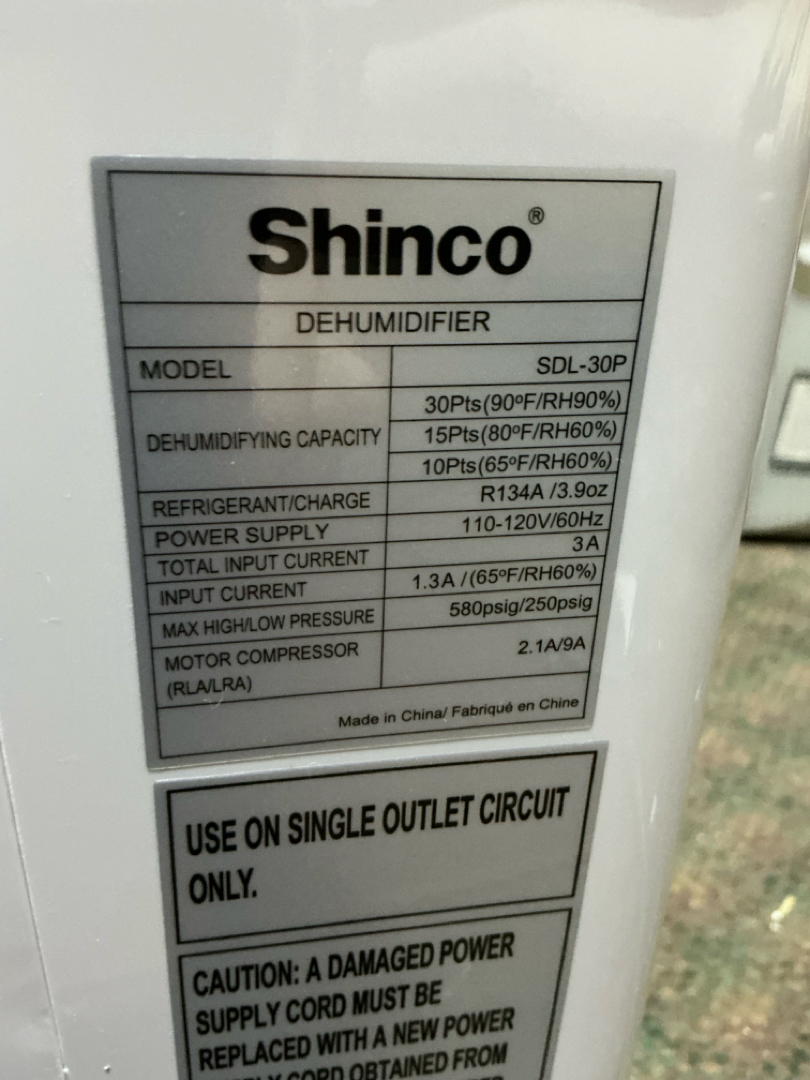 Shinco®
DEHUMIDIFIER
MODEL SDL-30P
DEHUMIDIFYING CAPACITY
30Pts(90ºF/RH90%)
15Pts(80ºF/RH60%)
10Pts(65ºF/RH60%)
REFRIGERANT/CHARGE R134A /3.9oz
POWER SUPPLY 110-120V/60Hz
TOTAL INPUT CURRENT 3A
INPUT CURRENT 1.3A /(65ºF/RH60%)
MAX HIGH/LOW PRESSURE 580psig/250psig
MOTOR COMPRESSOR 2.1A/9A
(RLA/LRA)
Made in China/ Fabriqué en Chine
USE ON SINGLE OUTLET CIRCUIT
ONLY.
CAUTION: A DAMAGED POWER
SUPPLY CORD MUST BE
REPLACED WITH A NEW POWER
CORD OBTAINED FROM